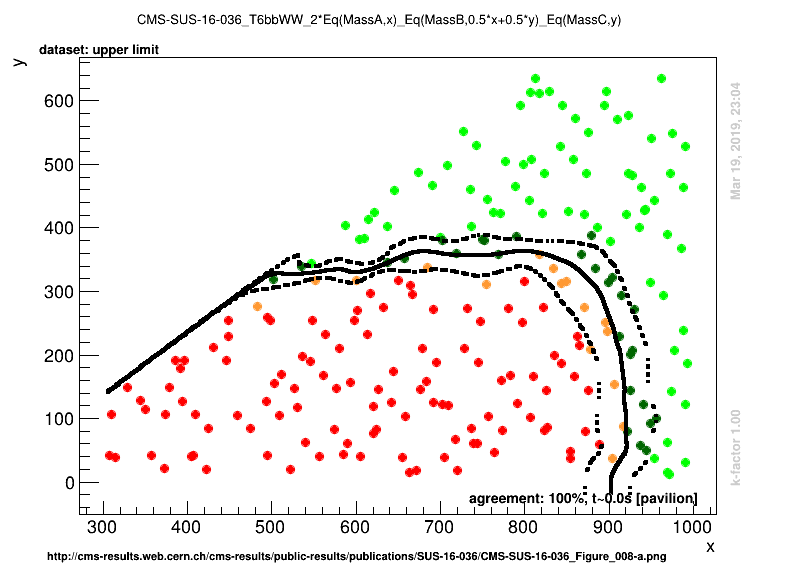 CMS-SUS-16-036_T6bbWW_2*Eq(MassA,x)_Eq(MassB,0.5*x+0.5*y)_Eq(MassC,y)
dataset: upper limit
y
600
500
400
300
200
100
0
Mar 19, 2019, 23:04
k-factor 1.00
agreement: 100%, t~0.0s [pavilion]
300 400 500 600 700 800 900 1000
x
http://cms-results.web.cern.ch/cms-results/public-results/publications/SUS-16-036/CMS-SUS-16-036_Figure_008-a.png